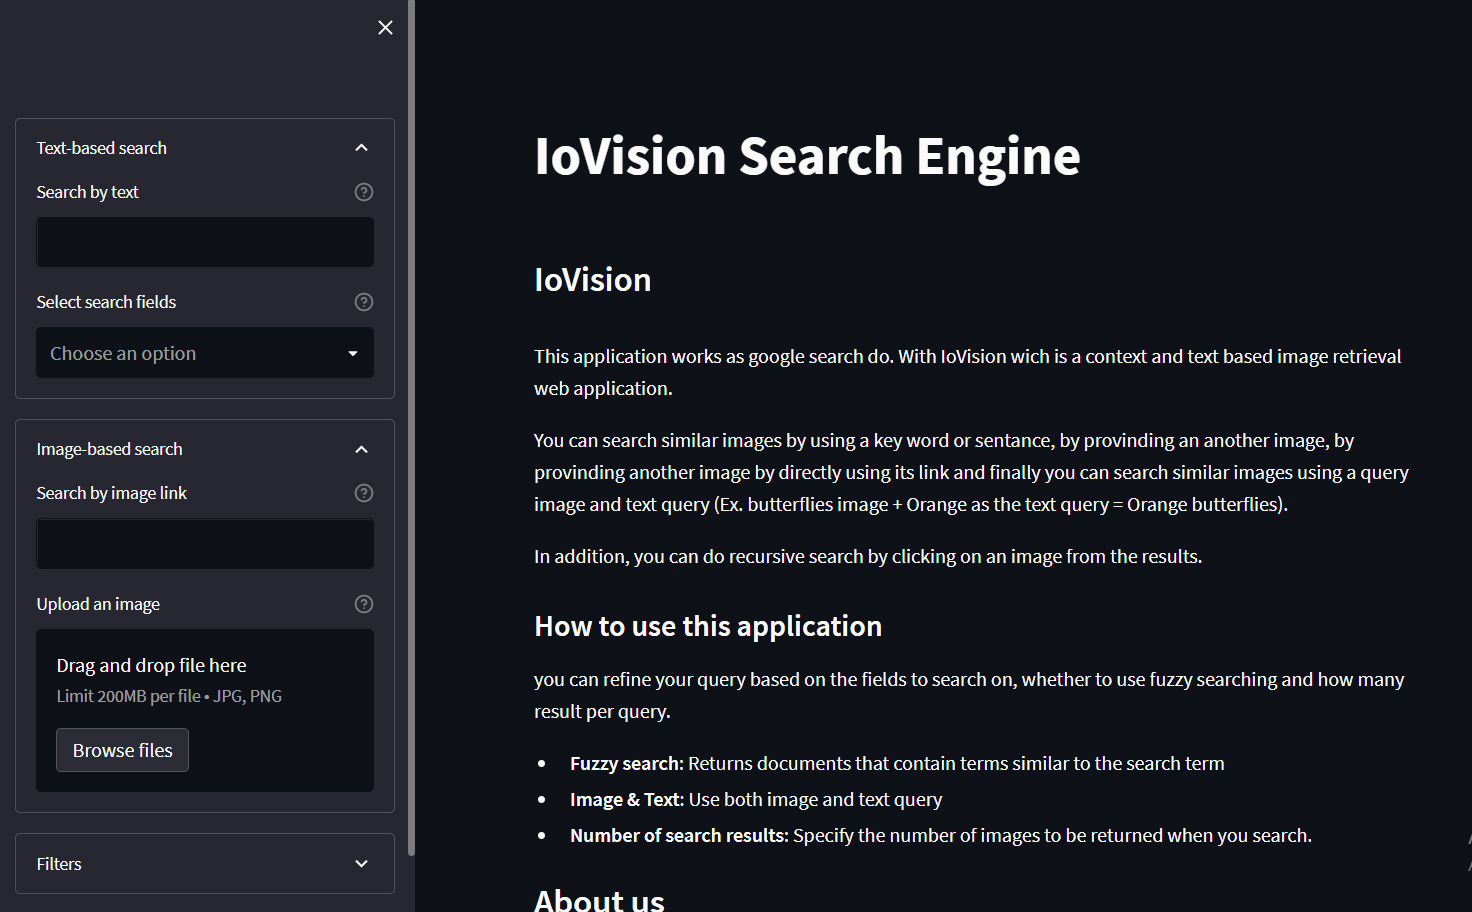 Text-based search
Search by text
Select search fields
Choose an option
Image-based search
Search by image link
Upload an image
Drag and drop file here
Limit 200MB per file • JPG, PNG
Browse files
Filters
IoVision Search Engine
IoVision
This application works as google search do. With IoVision wich is a context and text based image retrieval
web application.
You can search similar images by using a key word or sentance, by provinding an another image, by
provinding another image by directly using its link and finally you can search similar images using a query
image and text query (Ex. butterflies image + Orange as the text query = Orange butterflies).
In addition, you can do recursive search by clicking on an image from the results.
How to use this application
you can refine your query based on the fields to search on, whether to use fuzzy searching and how many
result per query.
• Fuzzy search: Returns documents that contain terms similar to the search term
• Image & Text: Use both image and text query
• Number of search results: Specify the number of images to be returned when you search.
About us